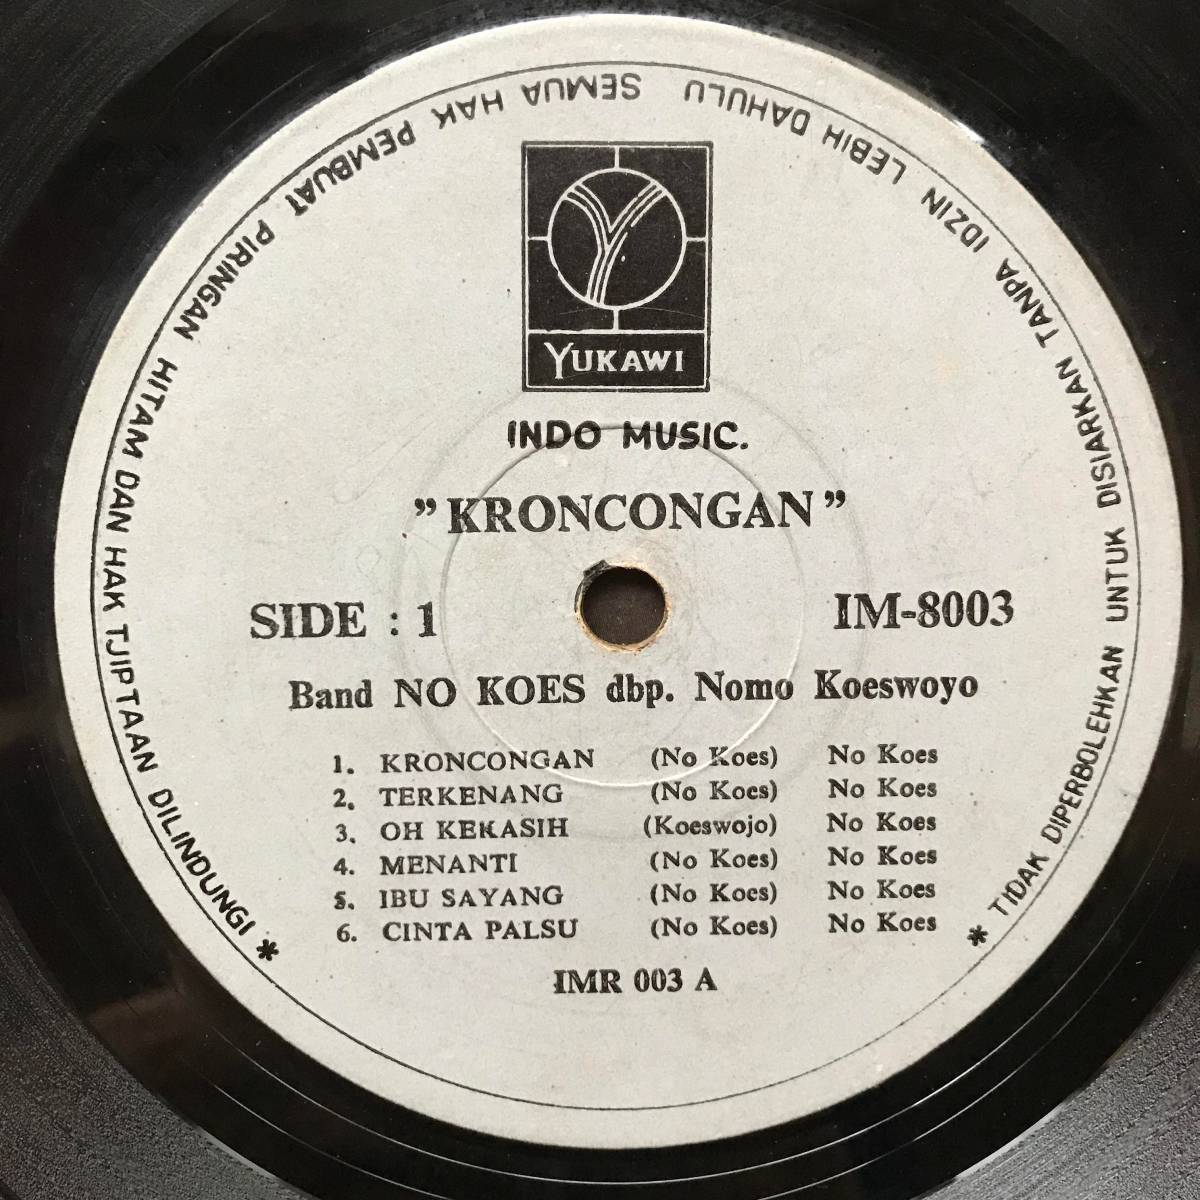 SEMUA HAK PEMBUAT PIRINGAN HITAM DAN HAK TJIPTAAN DILINDUNGI *
* TIDAK DIPERBOLEHKAN UNTUK DISIARKAN TANPA IDZIN LEBIH DAHULU
YUKAWI
INDO MUSIC.
”KRONCONGAN”
SIDE : 1 IM-8003
Band NO KOES dbp. Nomo Koeswoyo
1. KRONCONGAN (No Koes) No Koes
2. TERKENANG (No Koes) No Koes
3. OH KEKASIH (Koeswojo) No Koes
4. MENANTI (No Koes) No Koes
5. IBU SAYANG (No Koes) No Koes
6. CINTA PALSU (No Koes) No Koes
IMR 003 A